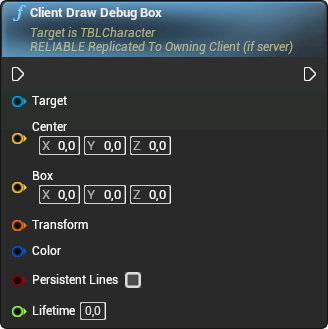 Client Draw Debug Box
Target is TBLCharacter
RELIABLE Replicated To Owning Client (if server)
Target
Center
X 0,0 Y 0,0 Z 0,0
Box
X 0,0 Y 0,0 Z 0,0
Transform
Color
Persistent Lines
Lifetime 0,0